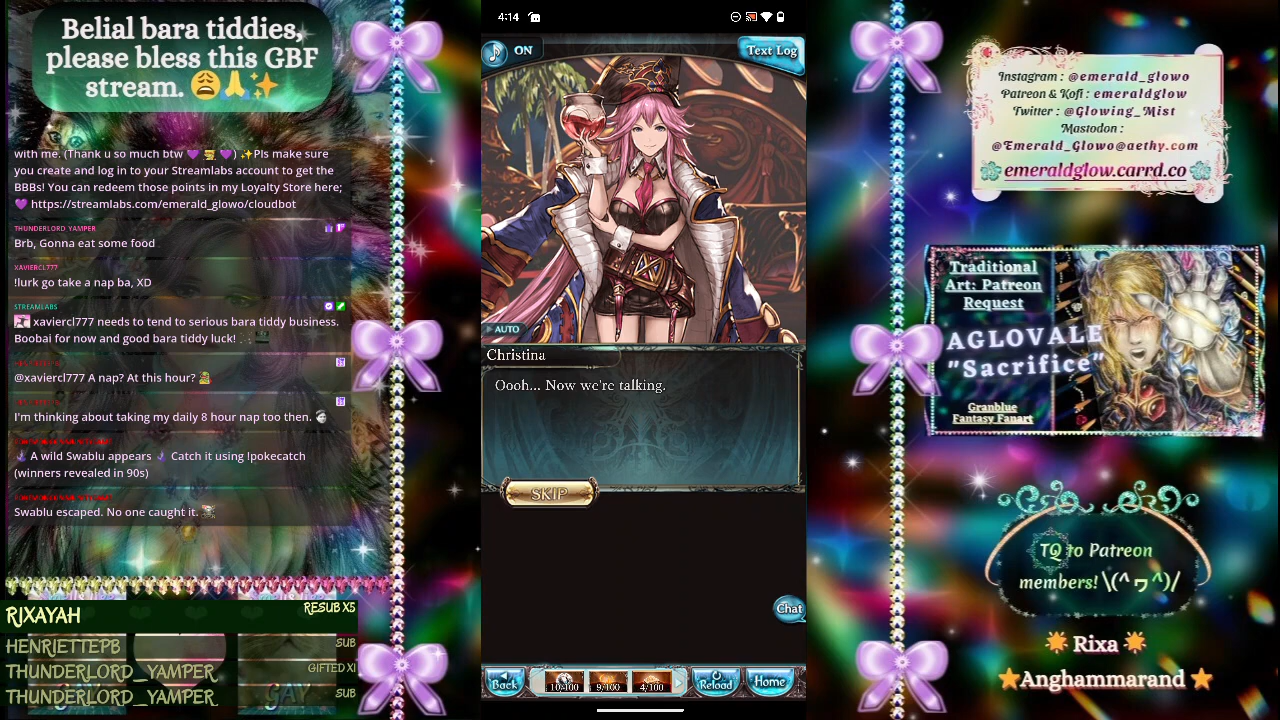 Belial bara tiddies,
please bless this GBF
stream. 😩🙏✨
with me. (Thank u so much btw 💜 💜) ✨Pls make sure
you create and log in to your Streamlabs account to get the
BBBs! You can redeem those points in my Loyalty Store here;
💜 https://streamlabs.com/emerald_glowo/cloudbot
THUNDERLORD_YAMPER
Brb, Gonna eat some food
XAVIERCL777
!lurk go take a nap ba, XD
STREAMLABS
xaviercl777 needs to tend to serious bara tiddy business.
Boobai for now and good bara tiddy luck!
@xaviercl777 A nap? At this hour?
I'm thinking about taking my daily 8 hour nap too then.
A wild Swablu appears Catch it using !pokecatch
(winners revealed in 90s)
Swablu escaped. No one caught it.
RIXAYAH RESUB X5
HENRIETTEPB SUB
THUNDERLORD_YAMPER GIFTED X1
THUNDERLORD_YAMPER SUB
4:14
ON
Text Log
AUTO
Christina
Oooh... Now we're talking.
SKIP
Chat
Back
10/100
9/100
4/100
Reload
Home
Instagram : @emerald_glowo
Patreon & Kofi : emeraldglow
Twitter : @Glowing_Mist
Mastodon :
@Emerald_Glowo@aethy.com
emeraldglow.carrd.co
Traditional
Art: Patreon
Request
AGLOVALE
"Sacrifice"
Granblue
Fantasy Fanart
TQ to Patreon
members! \(^ ヮ^)/
Rixa
Anghammarand